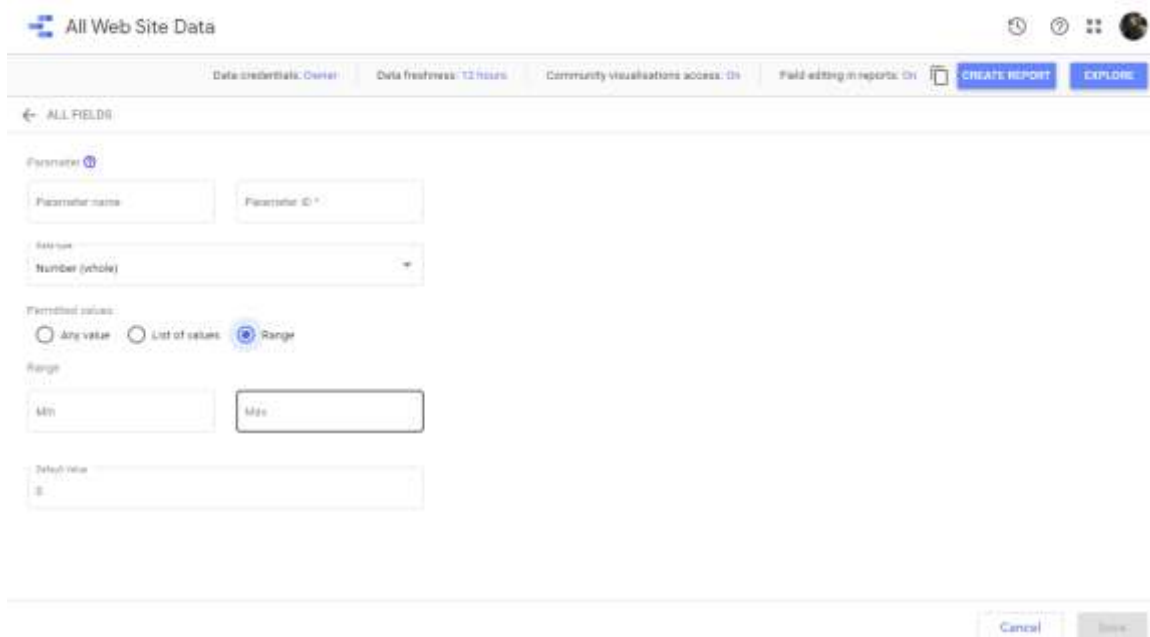 All Web Site Data
Data credentials: Owner Data freshness: 12 hours Community visualisations access: On Field editing in reports: On CREATE REPORT EXPLORE
ALL FIELDS
Parameter
Parameter name Parameter ID *
Data type
Number (whole)
Permitted values
Any value List of values Range
Range
Min Max
Default Value
0
Cancel Save